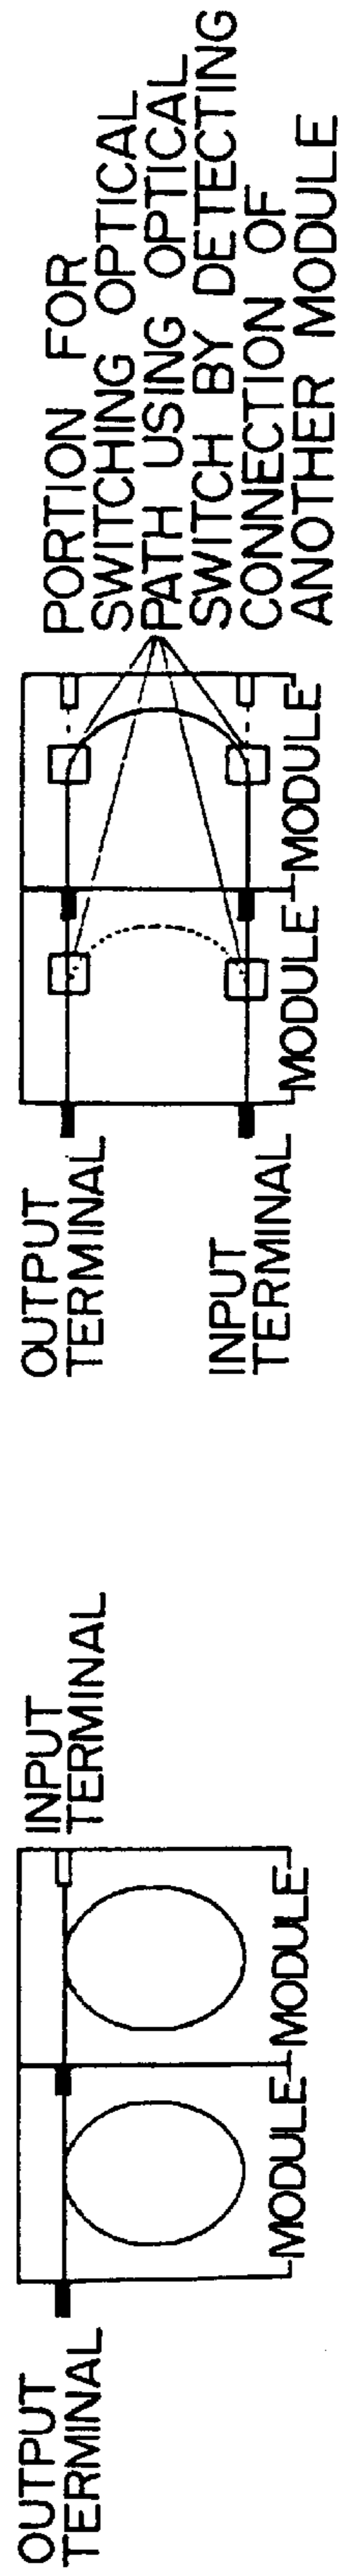 OUTPUT
TERMINAL
INPUT
TERMINAL
MODULE
MODULE
OUTPUT
TERMINAL
INPUT
TERMINAL
MODULE
MODULE
PORTION FOR
SWITCHING OPTICAL
PATH USING OPTICAL
SWITCH BY DETECTING
CONNECTION OF
ANOTHER MODULE